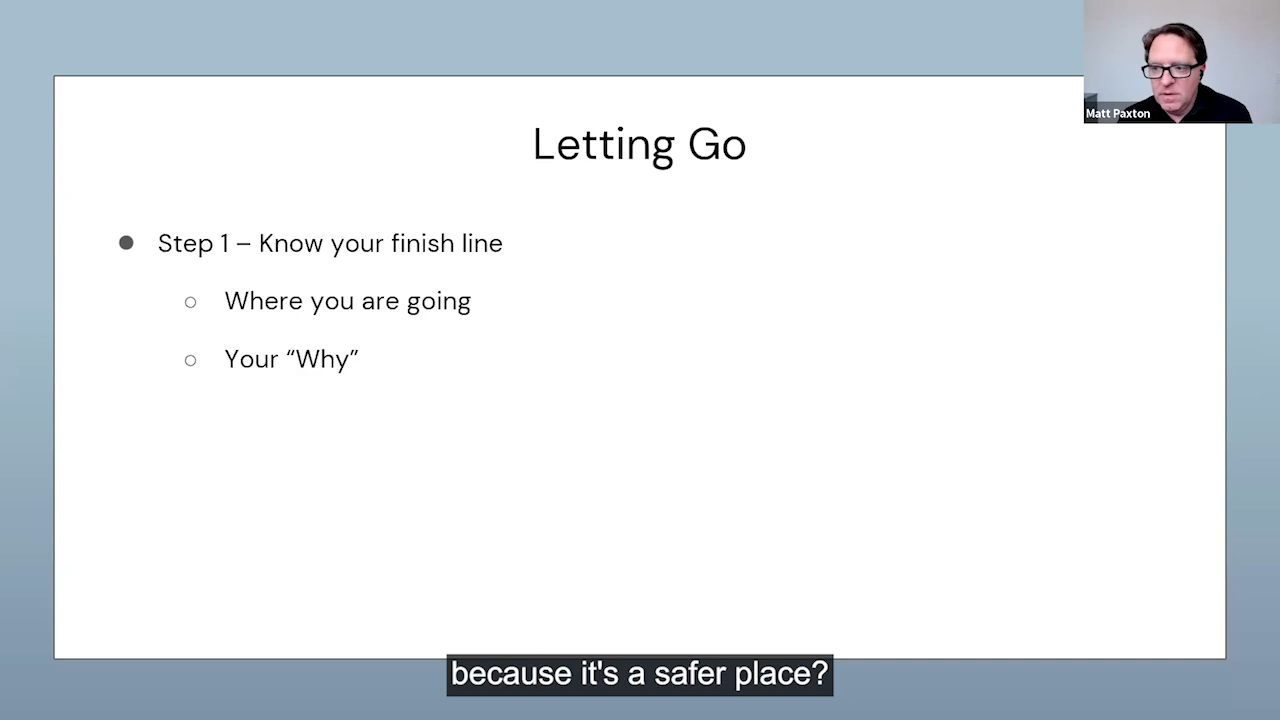 Matt Paxton
Letting Go
● Step 1 – Know your finish line
○ Where you are going
○ Your “Why”
because it's a safer place?